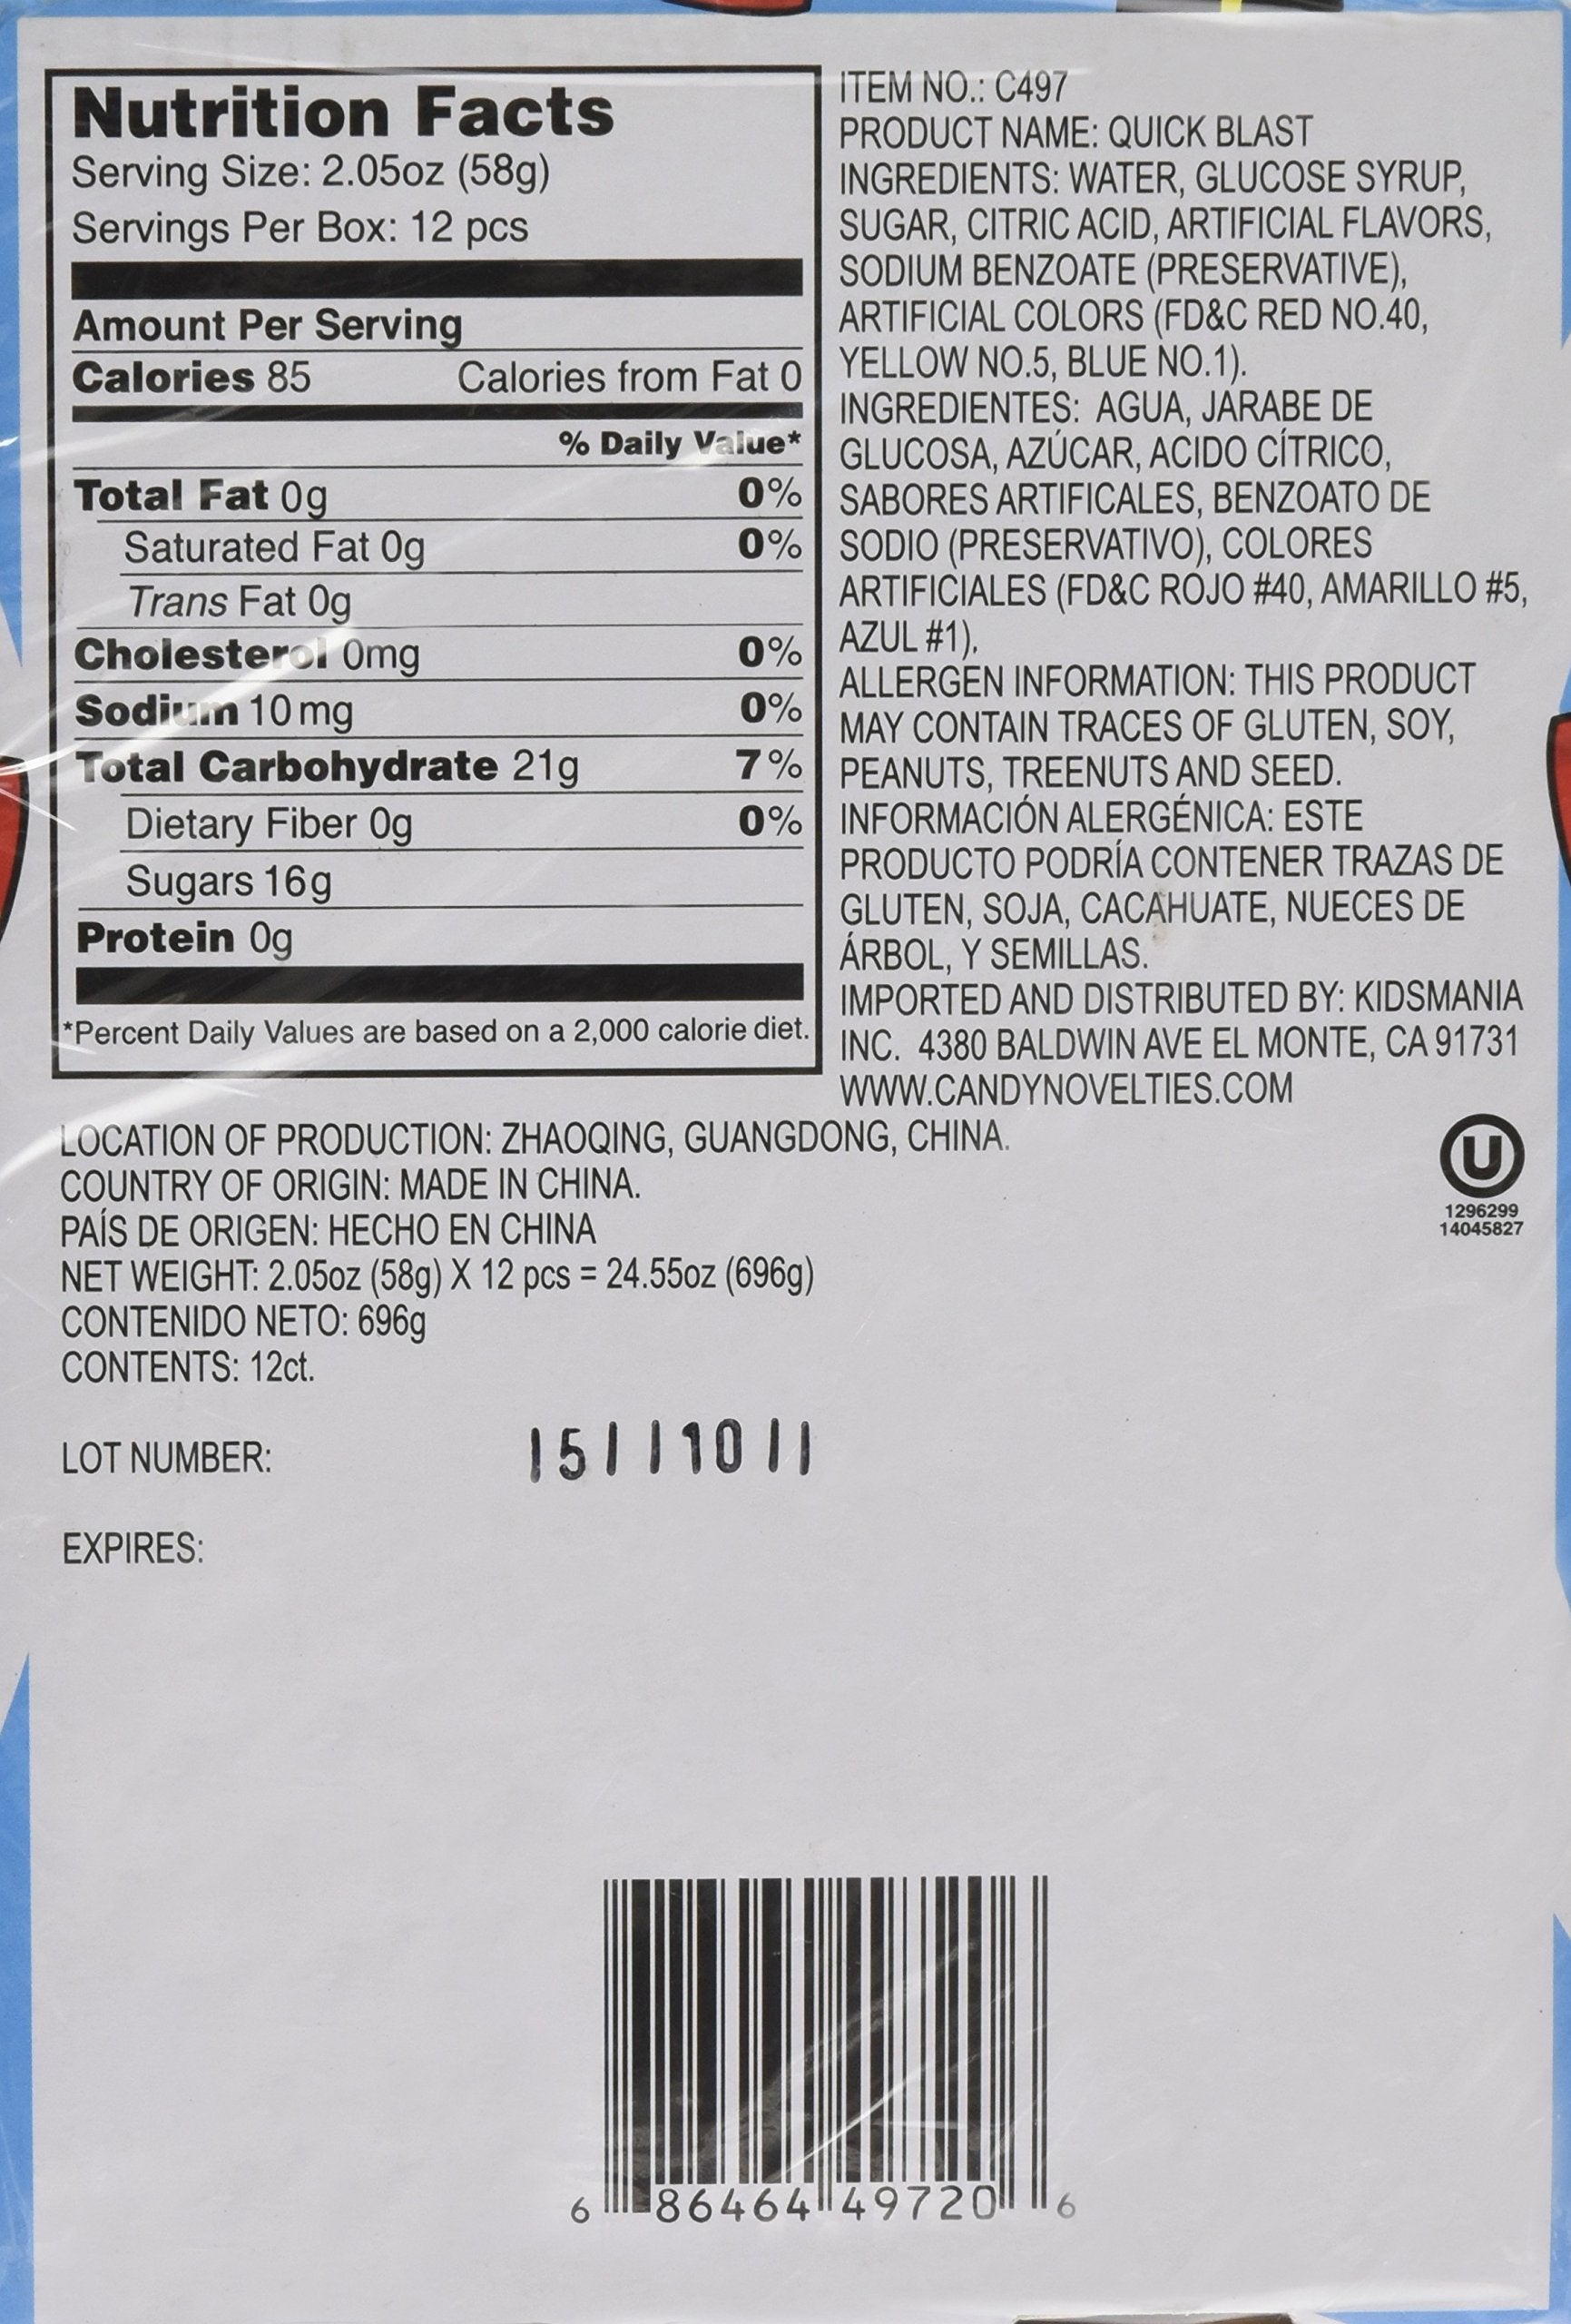 Nutrition Facts
Serving Size: 2.05oz (58g)
Servings Per Box: 12 pcs
Amount Per Serving
Calories 85 Calories from Fat 0
% Daily Value*
Total Fat 0g 0%
Saturated Fat 0g 0%
Trans Fat 0g
Cholesterol 0mg 0%
Sodium 10 mg 0%
Total Carbohydrate 21g 7%
Dietary Fiber 0g 0%
Sugars 16g
Protein 0g
*Percent Daily Values are based on a 2,000 calorie diet.
ITEM NO.: C497
PRODUCT NAME: QUICK BLAST
INGREDIENTS: WATER, GLUCOSE SYRUP,
SUGAR, CITRIC ACID, ARTIFICIAL FLAVORS,
SODIUM BENZOATE (PRESERVATIVE),
ARTIFICIAL COLORS (FD&C RED NO.40,
YELLOW NO.5, BLUE NO.1).
INGREDIENTES: AGUA, JARABE DE
GLUCOSA, AZÚCAR, ACIDO CÍTRICO,
SABORES ARTIFICALES, BENZOATO DE
SODIO (PRESERVATIVO), COLORES
ARTIFICIALES (FD&C ROJO #40, AMARILLO #5,
AZUL #1).
ALLERGEN INFORMATION: THIS PRODUCT
MAY CONTAIN TRACES OF GLUTEN, SOY,
PEANUTS, TREENUTS AND SEED.
INFORMACIÓN ALERGÉNICA: ESTE
PRODUCTO PODRÍA CONTENER TRAZAS DE
GLUTEN, SOJA, CACAHUATE, NUECES DE
ÁRBOL, Y SEMILLAS.
IMPORTED AND DISTRIBUTED BY: KIDSMANIA
INC. 4380 BALDWIN AVE EL MONTE, CA 91731
WWW.CANDYNOVELTIES.COM
LOCATION OF PRODUCTION: ZHAOQING, GUANGDONG, CHINA.
COUNTRY OF ORIGIN: MADE IN CHINA.
PAÍS DE ORIGEN: HECHO EN CHINA
NET WEIGHT: 2.05oz (58g) X 12 pcs = 24.55oz (696g)
CONTENIDO NETO: 696g
CONTENTS: 12ct.
U
1296299
14045827
LOT NUMBER: 15111011
EXPIRES:
6 86464 49720 6